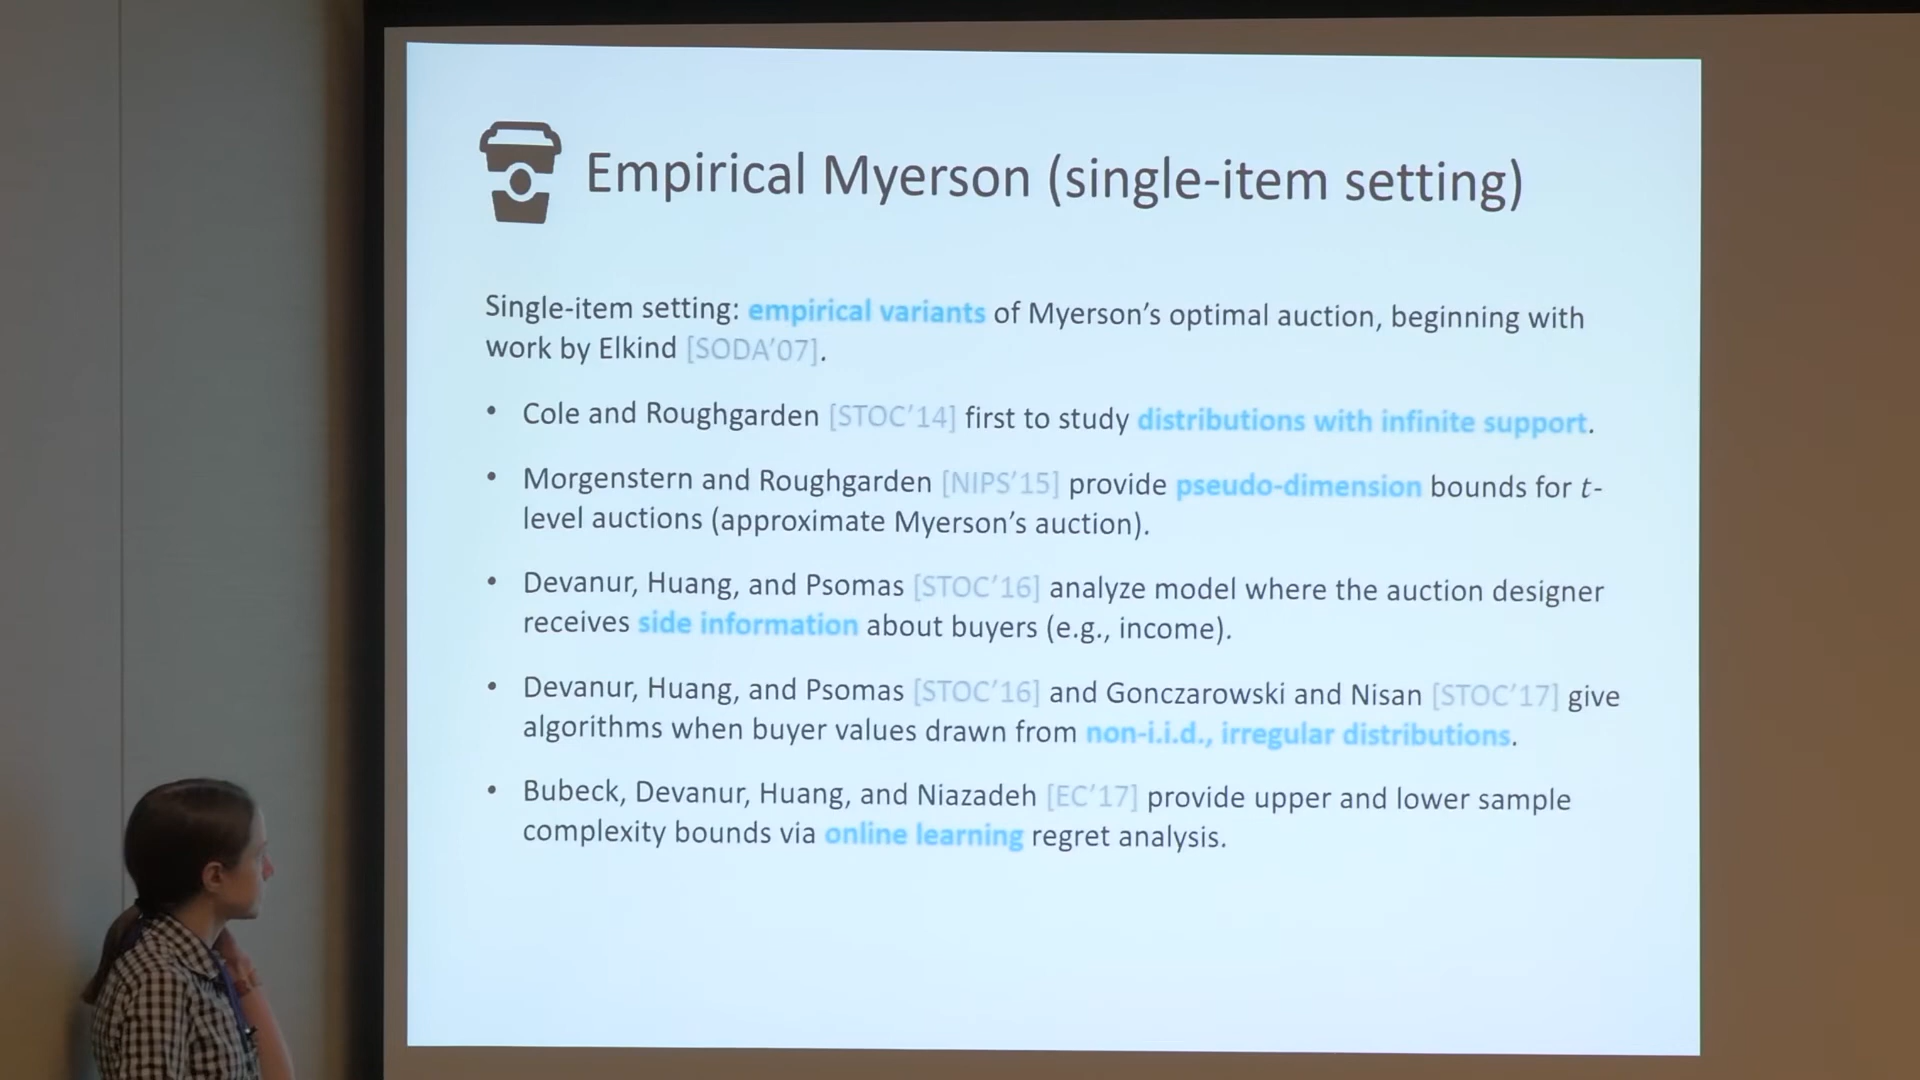 Empirical Myerson (single-item setting)
Single-item setting: empirical variants of Myerson’s optimal auction, beginning with
work by Elkind [SODA’07].
• Cole and Roughgarden [STOC’14] first to study distributions with infinite support.
• Morgenstern and Roughgarden [NIPS’15] provide pseudo-dimension bounds for t-
level auctions (approximate Myerson’s auction).
• Devanur, Huang, and Psomas [STOC’16] analyze model where the auction designer
receives side information about buyers (e.g., income).
• Devanur, Huang, and Psomas [STOC’16] and Gonczarowski and Nisan [STOC’17] give
algorithms when buyer values drawn from non-i.i.d., irregular distributions.
• Bubeck, Devanur, Huang, and Niazadeh [EC’17] provide upper and lower sample
complexity bounds via online learning regret analysis.